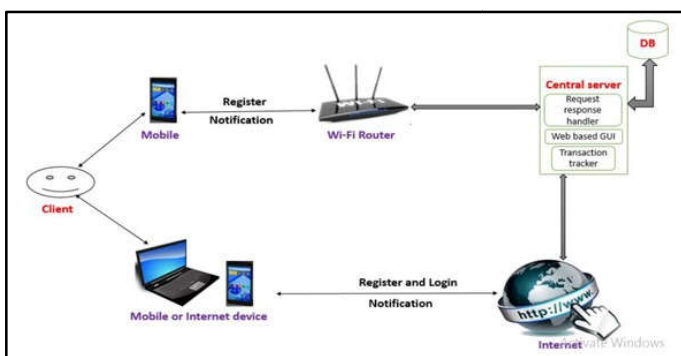 DB
Central server
Request
response
handler
Web based GUI
Transaction
tracker
Register
Notification
Mobile
Wi-Fi Router
Client
Register and Login
Notification
Mobile or Internet device
http://www.
Internet
Activate Windows